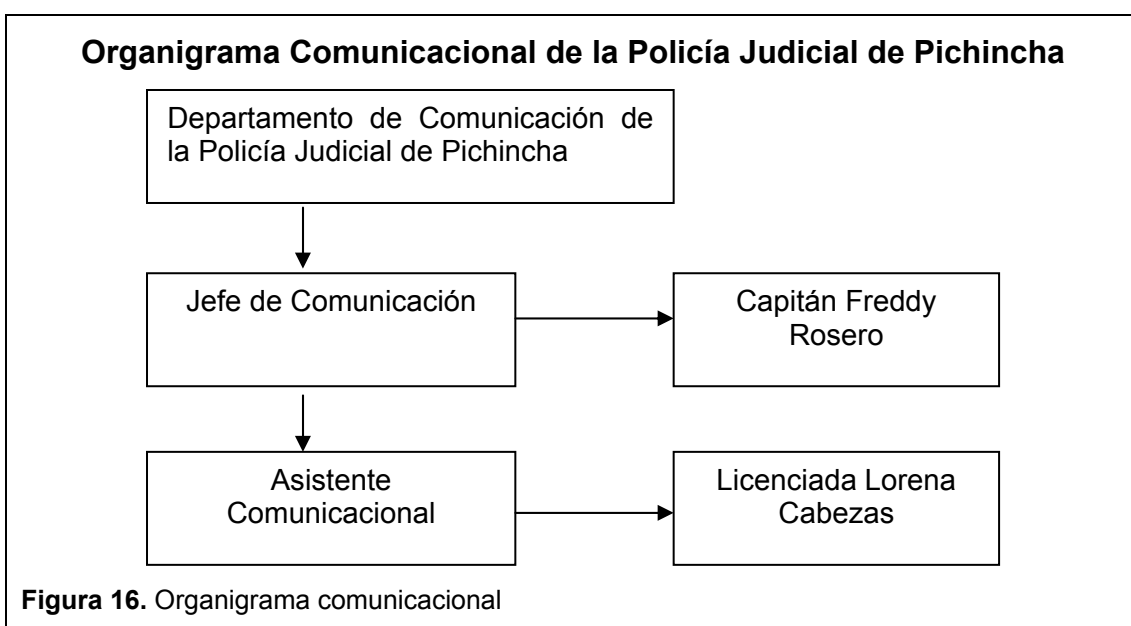 Organigrama Comunicacional de la Policía Judicial de Pichincha
Departamento de Comunicación de
la Policía Judicial de Pichincha
Jefe de Comunicación
Capitán Freddy
Rosero
Asistente
Comunicacional
Licenciada Lorena
Cabezas
Figura 16. Organigrama comunicacional